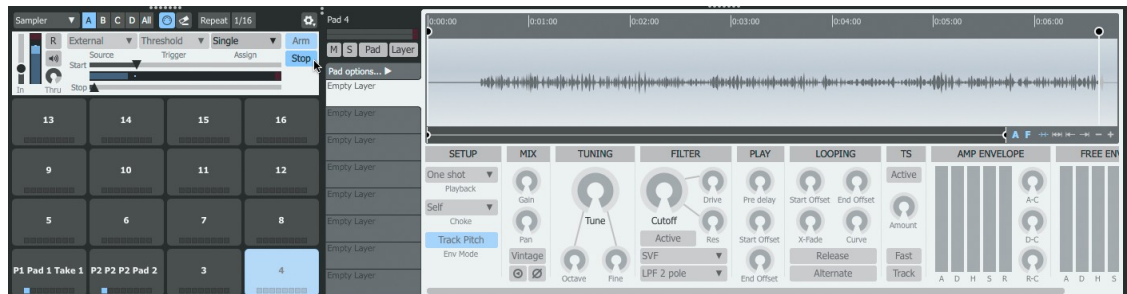 Sampler A B C D All Repeat 1/16
R External Threshold Single Arm
Source Trigger Assign
Start Stop
In Thru Stop
13 14 15 16
9 10 11 12
5 6 7 8
P1 Pad 1 Take 1 P2 P2 P2 Pad 2 3 4
Pad 4
M S Pad Layer
Pad options...
Empty Layer
Empty Layer
Empty Layer
Empty Layer
Empty Layer
Empty Layer
Empty Layer
Empty Layer
0:00:00 0:01:00 0:02:00 0:03:00 0:04:00 0:05:00 0:06:00
A F
SETUP MIX TUNING FILTER PLAY LOOPING TS AMP ENVELOPE FREE EN
One shot Active
Playback Gain Drive Pre delay Start Offset End Offset A-C
Self
Choke Tune Cutoff Amount
Track Pitch Pan Active Res Start Offset X-Fade Curve D-C
Env Mode Vintage SVF Release Fast
LPF 2 pole Alternate Track
Octave Fine End Offset A D H S R R-C A D H S